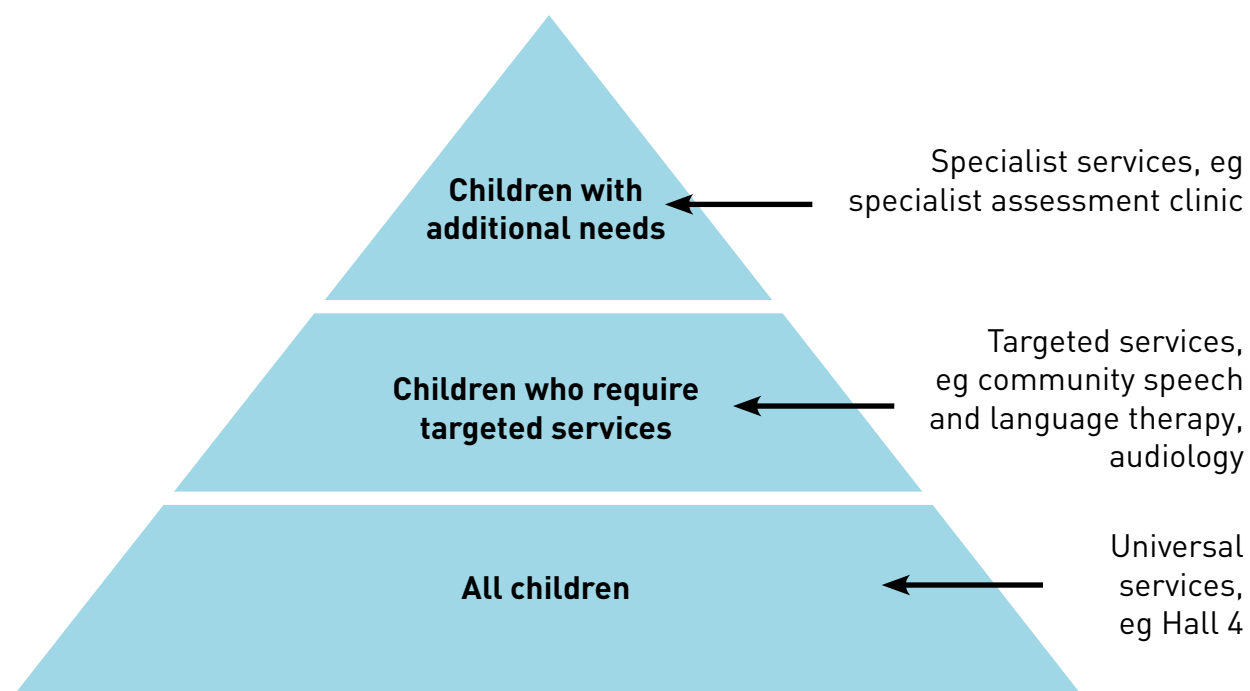 Children with
additional needs
Specialist services, eg
specialist assessment clinic
Children who require
targeted services
Targeted services,
eg community speech
and language therapy,
audiology
All children
Universal
services,
eg Hall 4